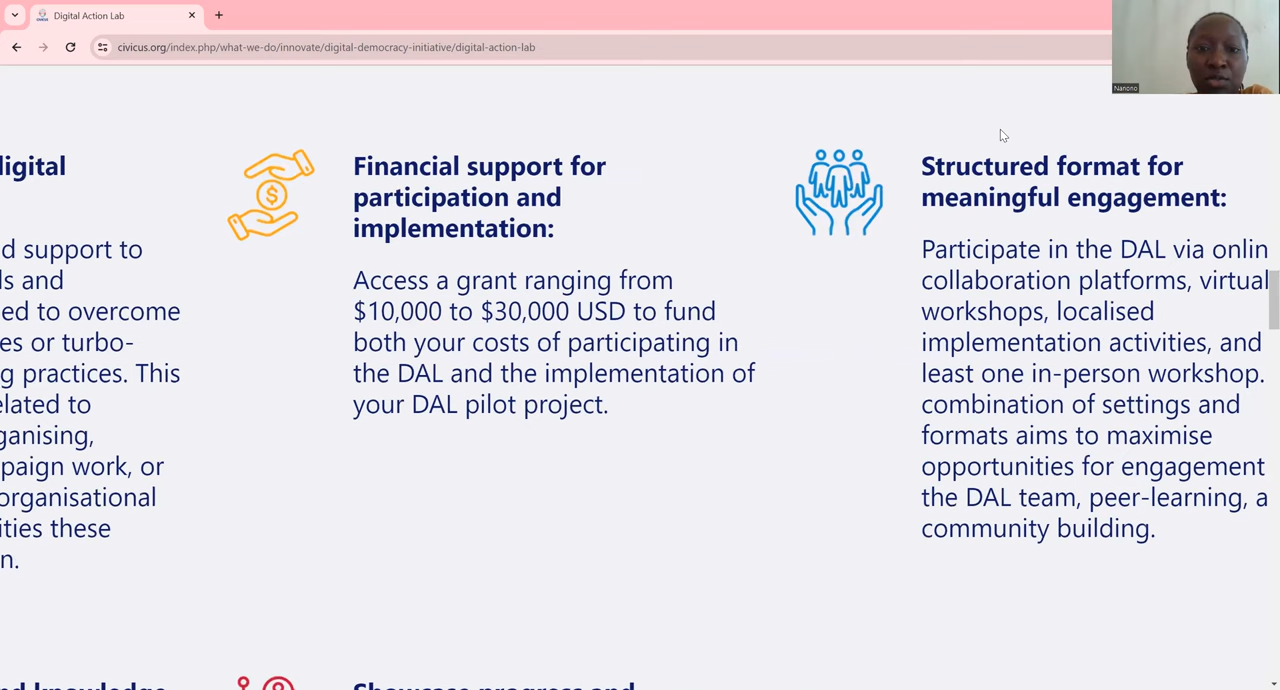 Digital Action Lab
civicus.org/index.php/what-we-do/innovate/digital-democracy-initiative/digital-action-lab
Nanono
digital
d support to
ls and
ed to overcome
es or turbo-
g practices. This
elated to
ganising,
paign work, or
organisational
ities these
n.
Financial support for
participation and
implementation:
$
Access a grant ranging from
$10,000 to $30,000 USD to fund
both your costs of participating in
the DAL and the implementation of
your DAL pilot project.
Structured format for
meaningful engagement:
Participate in the DAL via onlin
collaboration platforms, virtual
workshops, localised
implementation activities, and
least one in-person workshop.
combination of settings and
formats aims to maximise
opportunities for engagement
the DAL team, peer-learning, a
community building.
nd knowledge
Showcase progress and